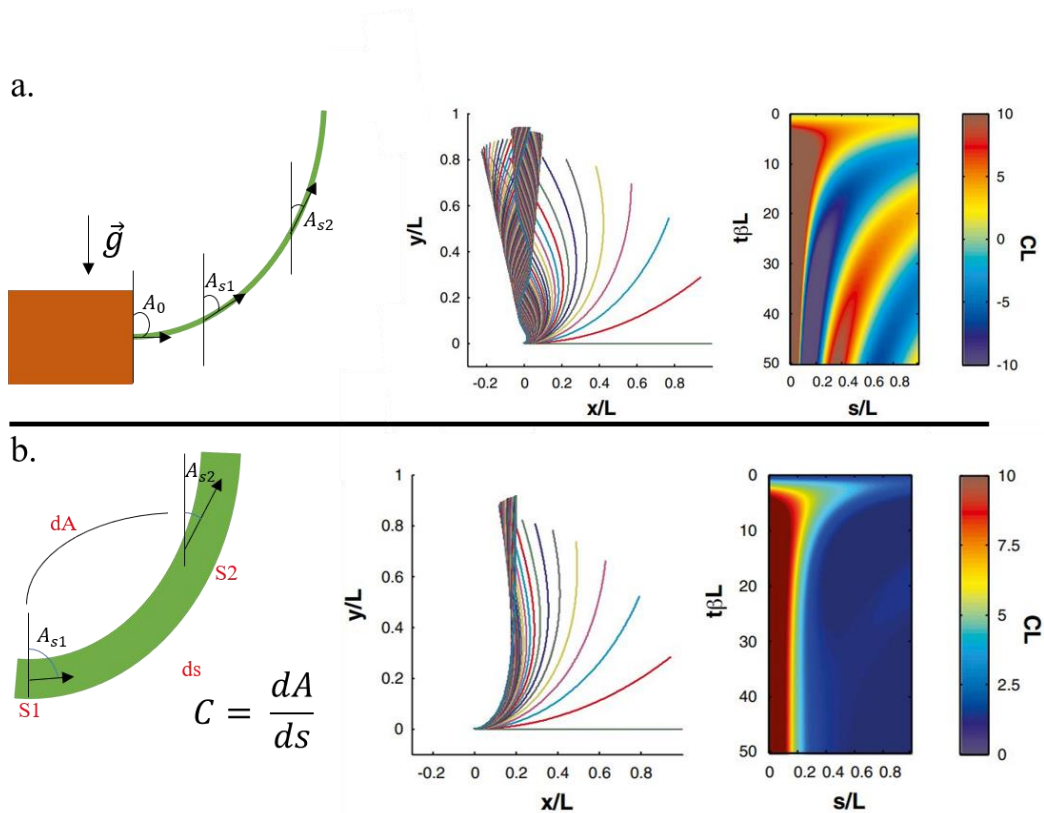 a.
g
A0
As1
As2
y/L
1
0.8
0.6
0.4
0.2
0
-0.2 0 0.2 0.4 0.6 0.8
x/L
tβL
0
10
20
30
40
50
0 0.2 0.4 0.6 0.8
s/L
10
5
0
-5
-10
CL
b.
dA
As2
S2
As1
S1
ds
C = dA/ds
y/L
1
0.8
0.6
0.4
0.2
0
-0.2 0 0.2 0.4 0.6 0.8
x/L
tβL
0
10
20
30
40
50
0 0.2 0.4 0.6 0.8
s/L
10
7.5
5
2.5
0
CL